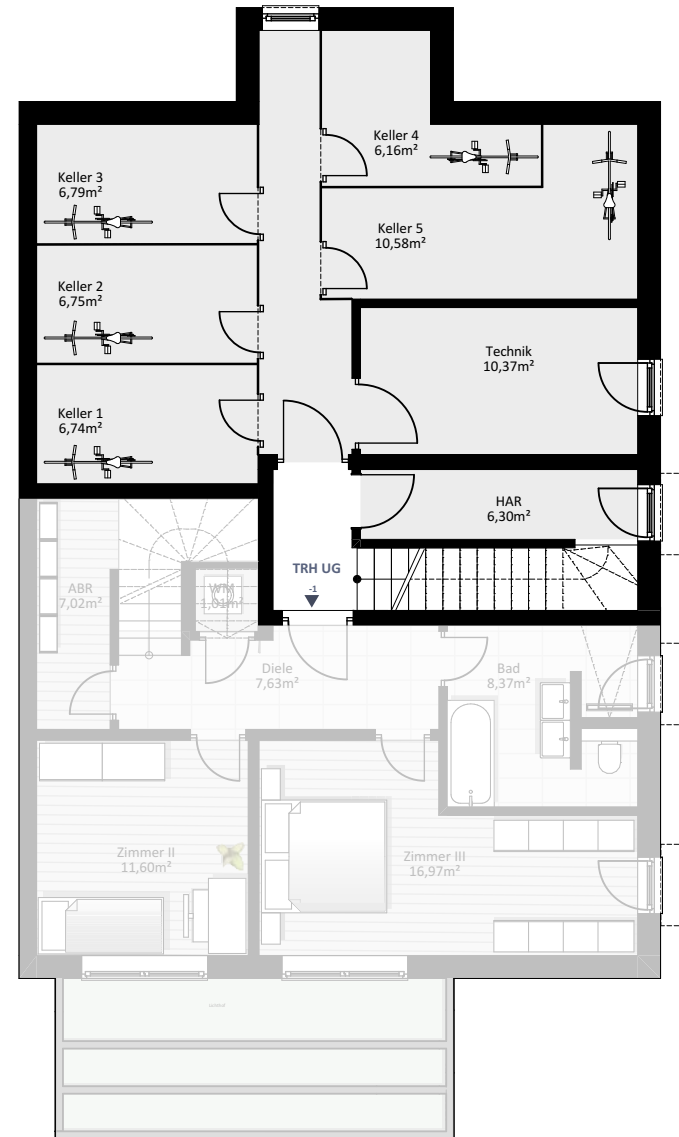 Keller 4
6,16m²
Keller 3
6,79m²
Keller 5
10,58m²
Keller 2
6,75m²
Technik
10,37m²
Keller 1
6,74m²
HAR
6,30m²
TRH UG
-1
ABR
7,02m²
WM
1,01m²
Diele
7,63m²
Bad
8,37m²
Zimmer II
11,60m²
Zimmer III
16,97m²